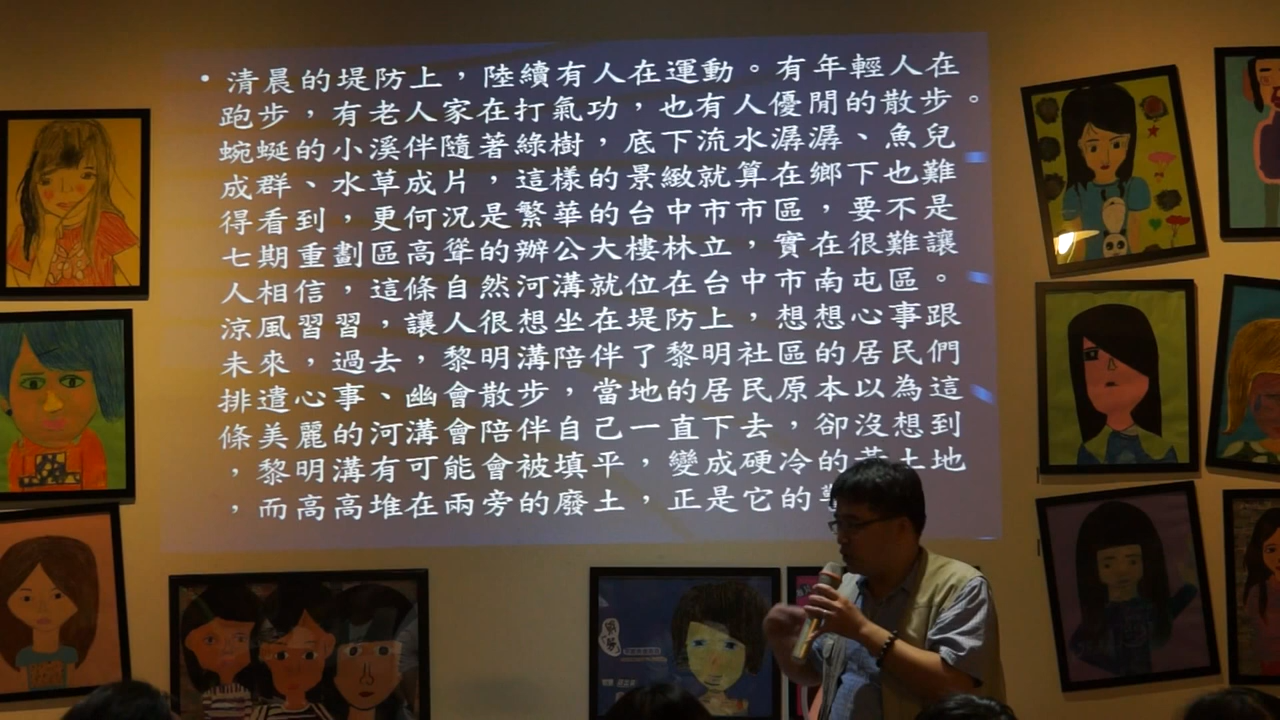 • 清晨的堤防上，陸續有人在運動。有年輕人在
跑步，有老人家在打氣功，也有人優閒的散步。
蜿蜒的小溪伴隨著綠樹，底下流水潺潺、魚兒
成群、水草成片，這樣的景緻就算在鄉下也難
得看到，更何況是繁華的台中市市區，要不是
七期重劃區高聳的辦公大樓林立，實在很難讓
人相信，這條自然河溝就位在台中市南屯區。
涼風習習，讓人很想坐在堤防上，想想心事跟
未來，過去，黎明溝陪伴了黎明社區的居民們
排遣心事、幽會散步，當地的居民原本以為這
條美麗的河溝會陪伴自己一直下去，卻沒想到
，黎明溝有可能會被填平，變成硬冷的黃土地
，而高高堆在兩旁的廢土，正是它的